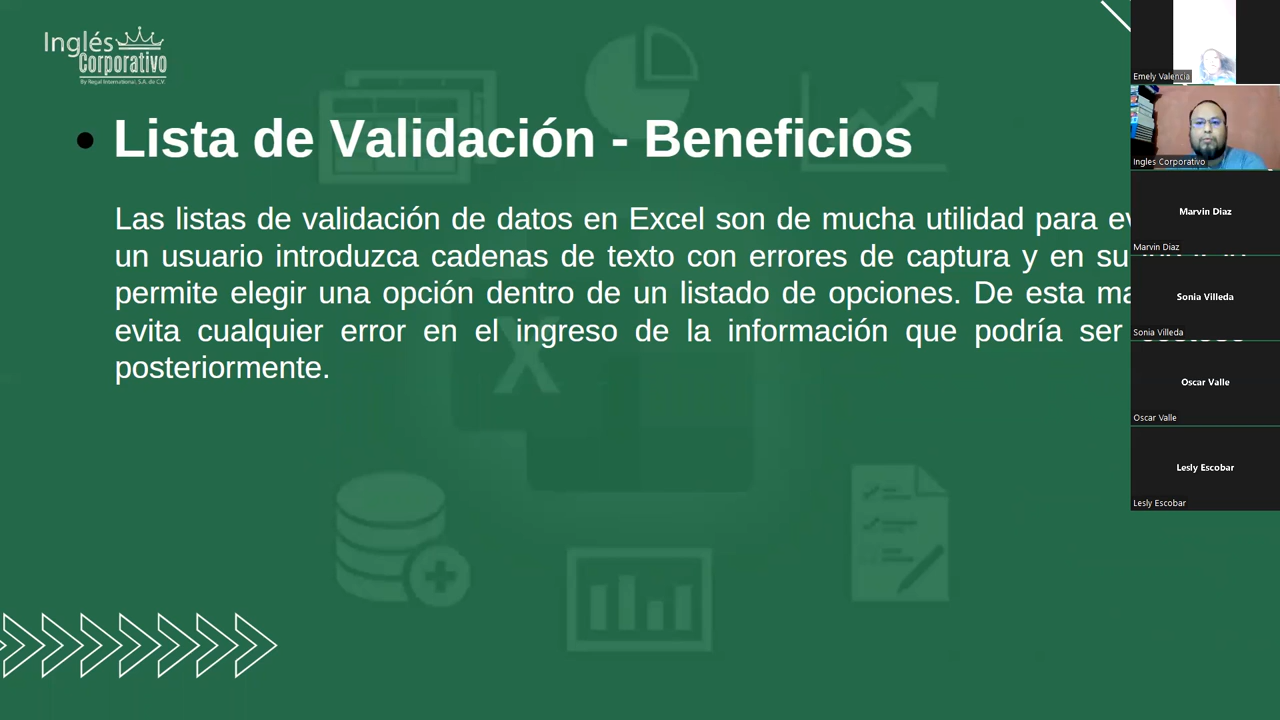 Inglés
Corporativo
By Regal International, S.A. de C.V.
Lista de Validación - Beneficios
Las listas de validación de datos en Excel son de mucha utilidad para
un usuario introduzca cadenas de texto con errores de captura y en su
permite elegir una opción dentro de un listado de opciones. De esta
evita cualquier error en el ingreso de la información que podría ser
posteriormente.
X
Emely Valencia
Ingles Corporativo
Marvin Diaz
Marvin Diaz
Sonia Villeda
Sonia Villeda
Oscar Valle
Oscar Valle
Lesly Escobar
Lesly Escobar